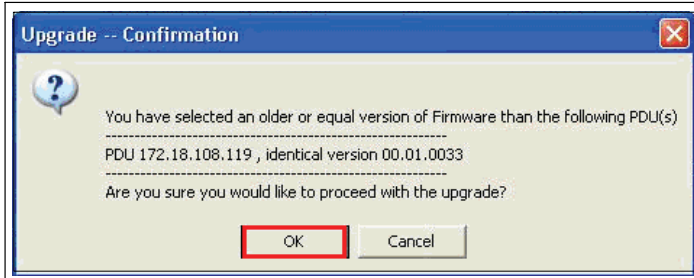 Upgrade -- Confirmation
You have selected an older or equal version of Firmware than the following PDU(s)
--------------------------------------------------------
PDU 172.18.108.119 , identical version 00.01.0033
--------------------------------------------------------
Are you sure you would like to proceed with the upgrade?
OK Cancel